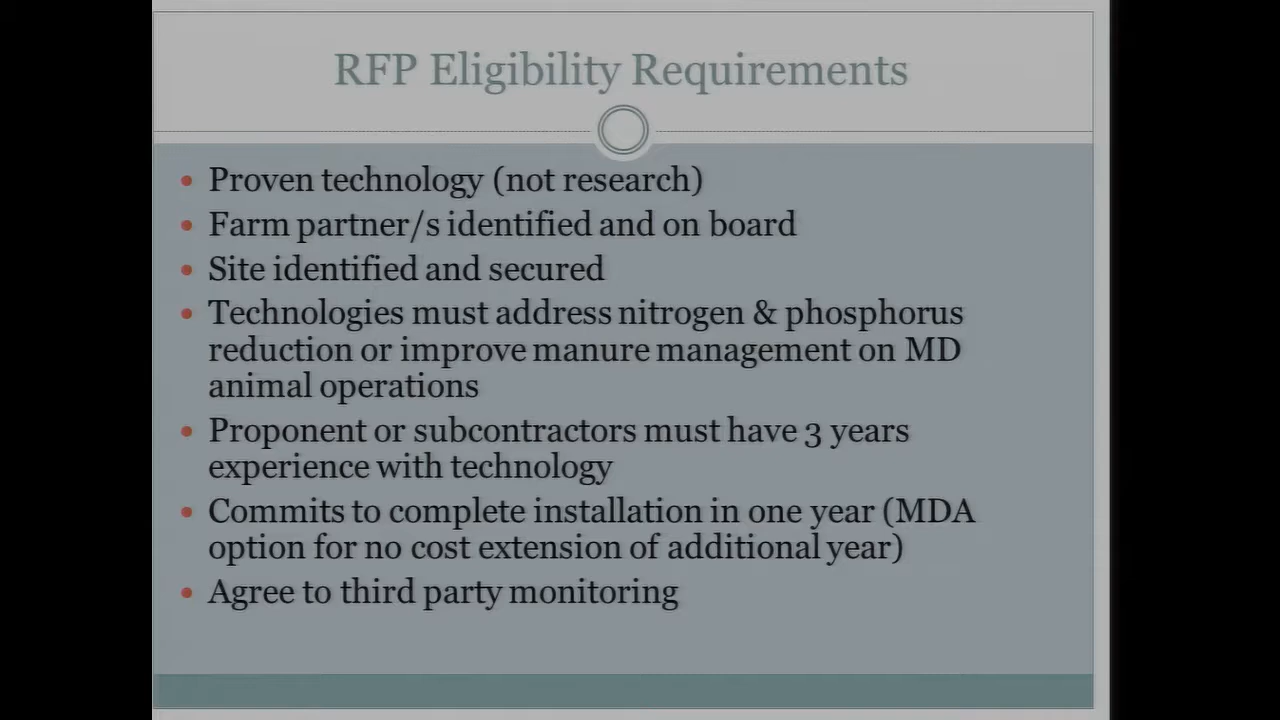 RFP Eligibility Requirements
• Proven technology (not research)
• Farm partner/s identified and on board
• Site identified and secured
• Technologies must address nitrogen & phosphorus
reduction or improve manure management on MD
animal operations
• Proponent or subcontractors must have 3 years
experience with technology
• Commits to complete installation in one year (MDA
option for no cost extension of additional year)
• Agree to third party monitoring